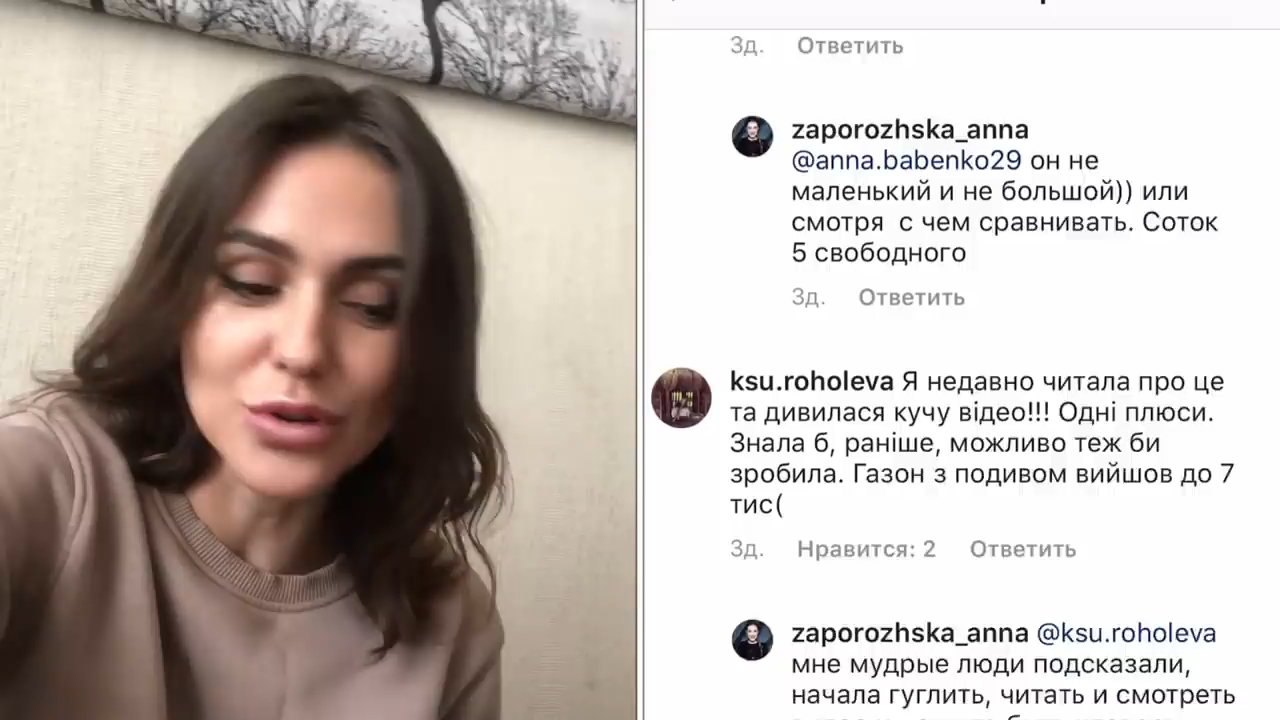 3д. Ответить
zaporozhska_anna
@anna.babenko29 он не
маленький и не большой)) или
смотря с чем сравнивать. Соток
5 свободного
3д. Ответить
ksu.roholeva Я недавно читала про це
та дивилася кучу відео!!! Одні плюси.
Знала б, раніше, можливо теж би
зробила. Газон з подивом вийшов до 7
тис(
3д. Нравится: 2 Ответить
zaporozhska_anna @ksu.roholeva
мне мудрые люди подсказали,
начала гуглить, читать и смотреть